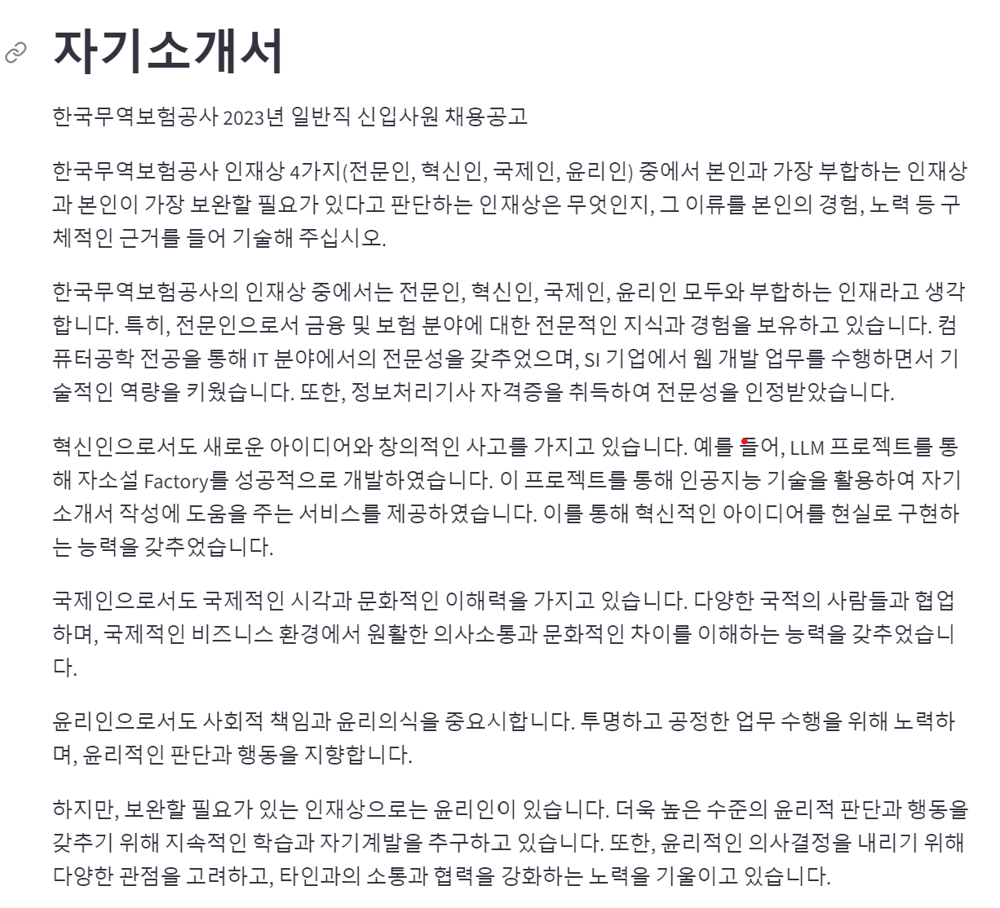 자기소개서
한국무역보험공사 2023년 일반직 신입사원 채용공고
한국무역보험공사 인재상 4가지(전문인, 혁신인, 국제인, 윤리인) 중에서 본인과 가장 부합하는 인재상
과 본인이 가장 보완할 필요가 있다고 판단하는 인재상은 무엇인지, 그 이류를 본인의 경험, 노력 등 구
체적인 근거를 들어 기술해 주십시오.
한국무역보험공사의 인재상 중에서는 전문인, 혁신인, 국제인, 윤리인 모두와 부합하는 인재라고 생각
합니다. 특히, 전문인으로서 금융 및 보험 분야에 대한 전문적인 지식과 경험을 보유하고 있습니다. 컴
퓨터공학 전공을 통해 IT 분야에서의 전문성을 갖추었으며, SI 기업에서 웹 개발 업무를 수행하면서 기
술적인 역량을 키웠습니다. 또한, 정보처리기사 자격증을 취득하여 전문성을 인정받았습니다.
혁신인으로서도 새로운 아이디어와 창의적인 사고를 가지고 있습니다. 예를 들어, LLM 프로젝트를 통
해 자소설 Factory를 성공적으로 개발하였습니다. 이 프로젝트를 통해 인공지능 기술을 활용하여 자기
소개서 작성에 도움을 주는 서비스를 제공하였습니다. 이를 통해 혁신적인 아이디어를 현실로 구현하
는 능력을 갖추었습니다.
국제인으로서도 국제적인 시각과 문화적인 이해력을 가지고 있습니다. 다양한 국적의 사람들과 협업
하며, 국제적인 비즈니스 환경에서 원활한 의사소통과 문화적인 차이를 이해하는 능력을 갖추었습니
다.
윤리인으로서도 사회적 책임과 윤리의식을 중요시합니다. 투명하고 공정한 업무 수행을 위해 노력하
며, 윤리적인 판단과 행동을 지향합니다.
하지만, 보완할 필요가 있는 인재상으로는 윤리인이 있습니다. 더욱 높은 수준의 윤리적 판단과 행동을
갖추기 위해 지속적인 학습과 자기계발을 추구하고 있습니다. 또한, 윤리적인 의사결정을 내리기 위해
다양한 관점을 고려하고, 타인과의 소통과 협력을 강화하는 노력을 기울이고 있습니다.